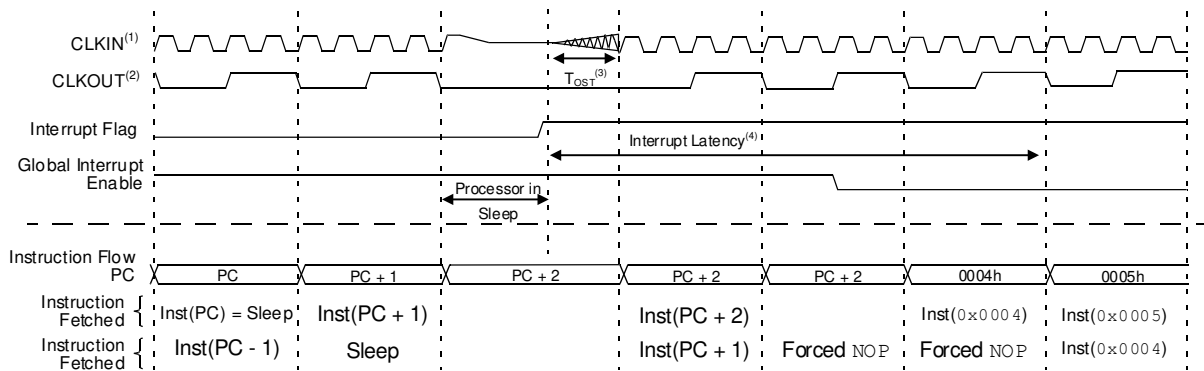 CLKIN(1)
CLKOUT(2)
TOST(3)
Interrupt Flag
Interrupt Latency(4)
Global Interrupt
Enable
Processor in
Sleep
Instruction Flow
PC
PC
PC + 1
PC + 2
PC + 2
PC + 2
0004h
0005h
Instruction
Fetched
Inst(PC) = Sleep
Inst(PC + 1)
Inst(PC + 2)
Inst(0x0004)
Inst(0x0005)
Instruction
Fetched
Inst(PC - 1)
Sleep
Inst(PC + 1)
Forced NOP
Forced NOP
Inst(0x0004)